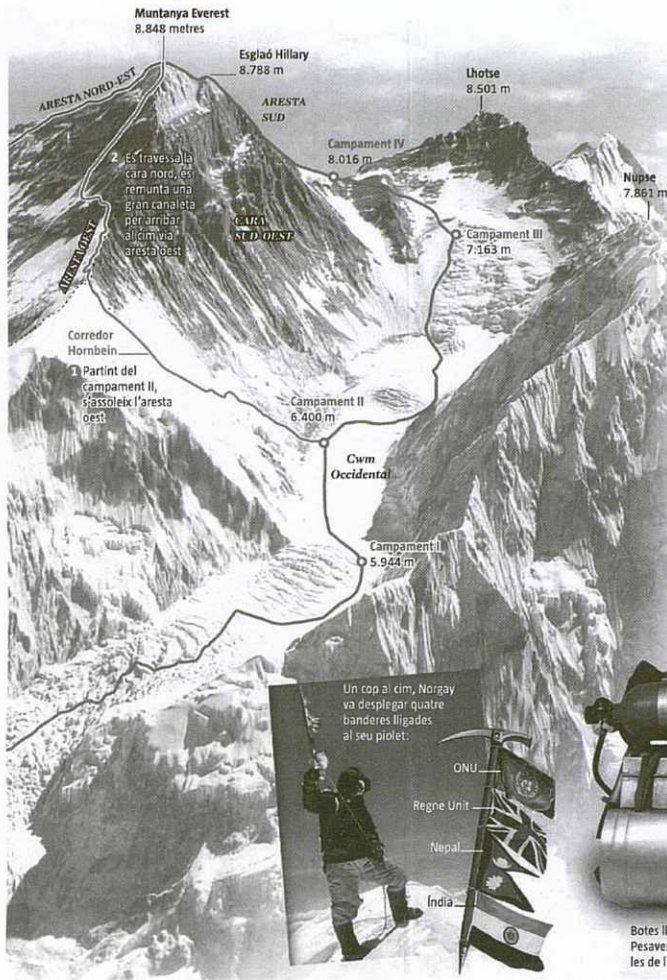 Muntanya Everest
8.848 metres
Esglaó Hillary
8.788 m
ARESTA NORD-EST
ARESTA
SUD
Lhotse
8.501 m
Campament IV
8.016 m
Nupse
7.861 m
2 Es travessa la
cara nord, es
remunta una
gran canaleta
per arribar
al cim via
aresta oest
CARA
SUD-OEST
ARESTA OEST
Campament III
7.163 m
Corredor
Hornbein
1 Partint del
campament II,
s'assoleix l'aresta
oest
Campament II
6.400 m
Cwm
Occidental
Campament I
5.944 m
Un cop al cim, Norgay
va desplegar quatre
banderes lligades
al seu piolet:
ONU
Regne Unit
Nepal
Índia
Botes
les de